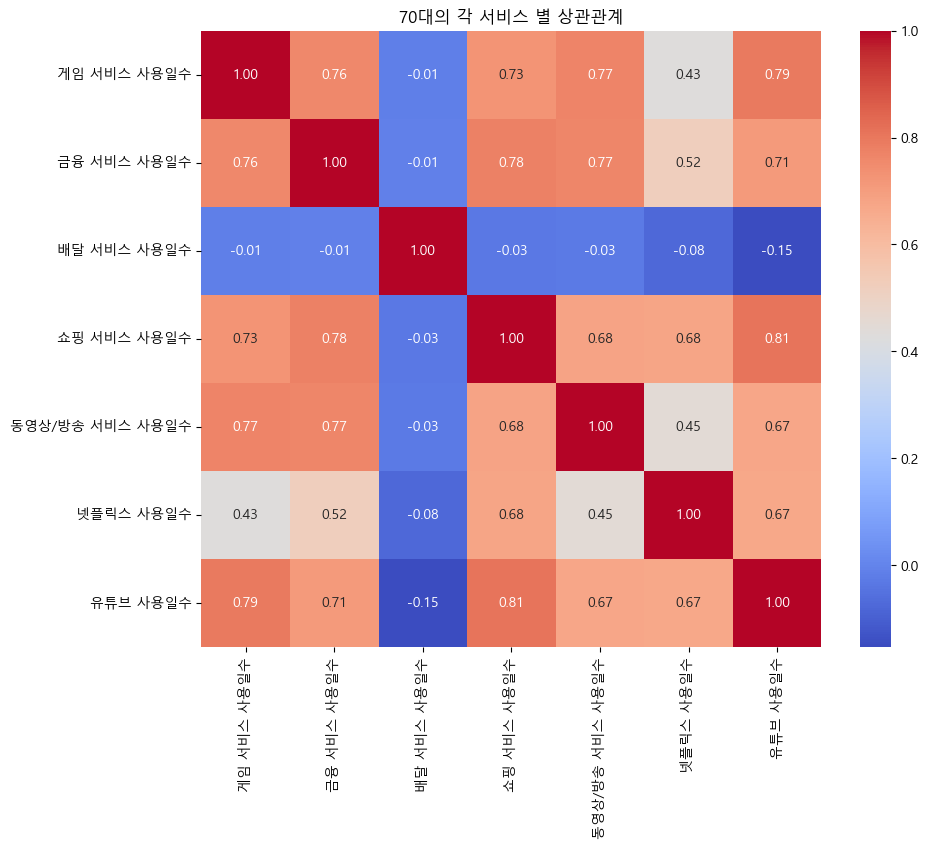 70대의 각 서비스 별 상관관계
게임 서비스 사용일수 1.00 0.76 -0.01 0.73 0.77 0.43 0.79
금융 서비스 사용일수 0.76 1.00 -0.01 0.78 0.77 0.52 0.71
배달 서비스 사용일수 -0.01 -0.01 1.00 -0.03 -0.03 -0.08 -0.15
쇼핑 서비스 사용일수 0.73 0.78 -0.03 1.00 0.68 0.68 0.81
동영상/방송 서비스 사용일수 0.77 0.77 -0.03 0.68 1.00 0.45 0.67
넷플릭스 사용일수 0.43 0.52 -0.08 0.68 0.45 1.00 0.67
유튜브 사용일수 0.79 0.71 -0.15 0.81 0.67 0.67 1.00
게임 서비스 사용일수
금융 서비스 사용일수
배달 서비스 사용일수
쇼핑 서비스 사용일수
동영상/방송 서비스 사용일수
넷플릭스 사용일수
유튜브 사용일수
1.0
0.8
0.6
0.4
0.2
0.0